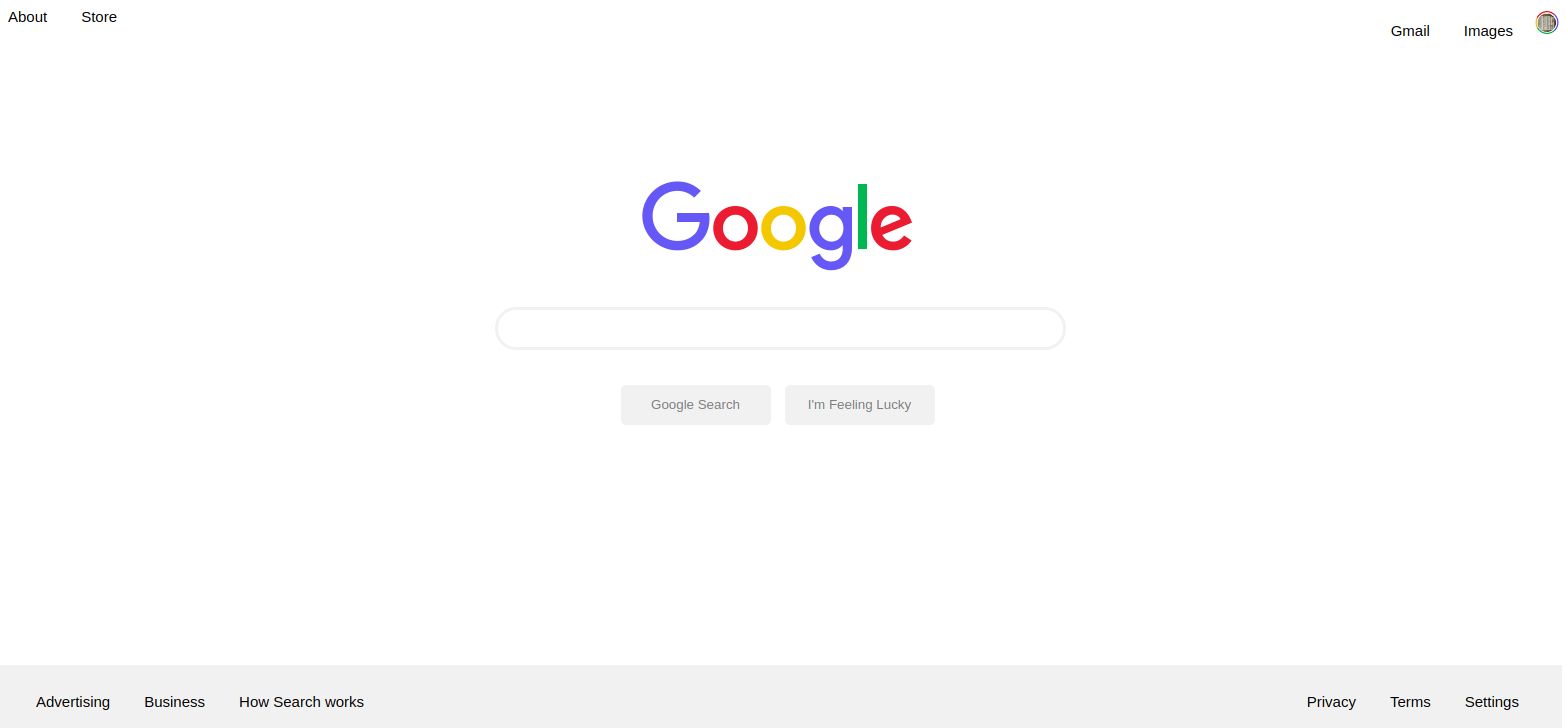 About Store
Gmail Images
Google
Google Search I'm Feeling Lucky
Advertising Business How Search works Privacy Terms Settings